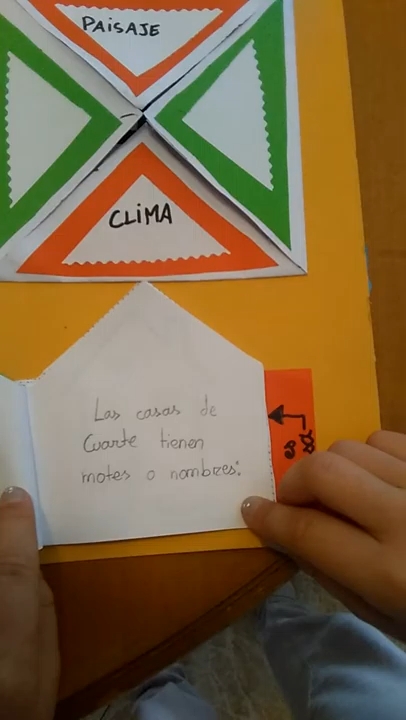 PAISAJE
CLIMA
Las casas de
Cuarte tienen
motes o nombres: